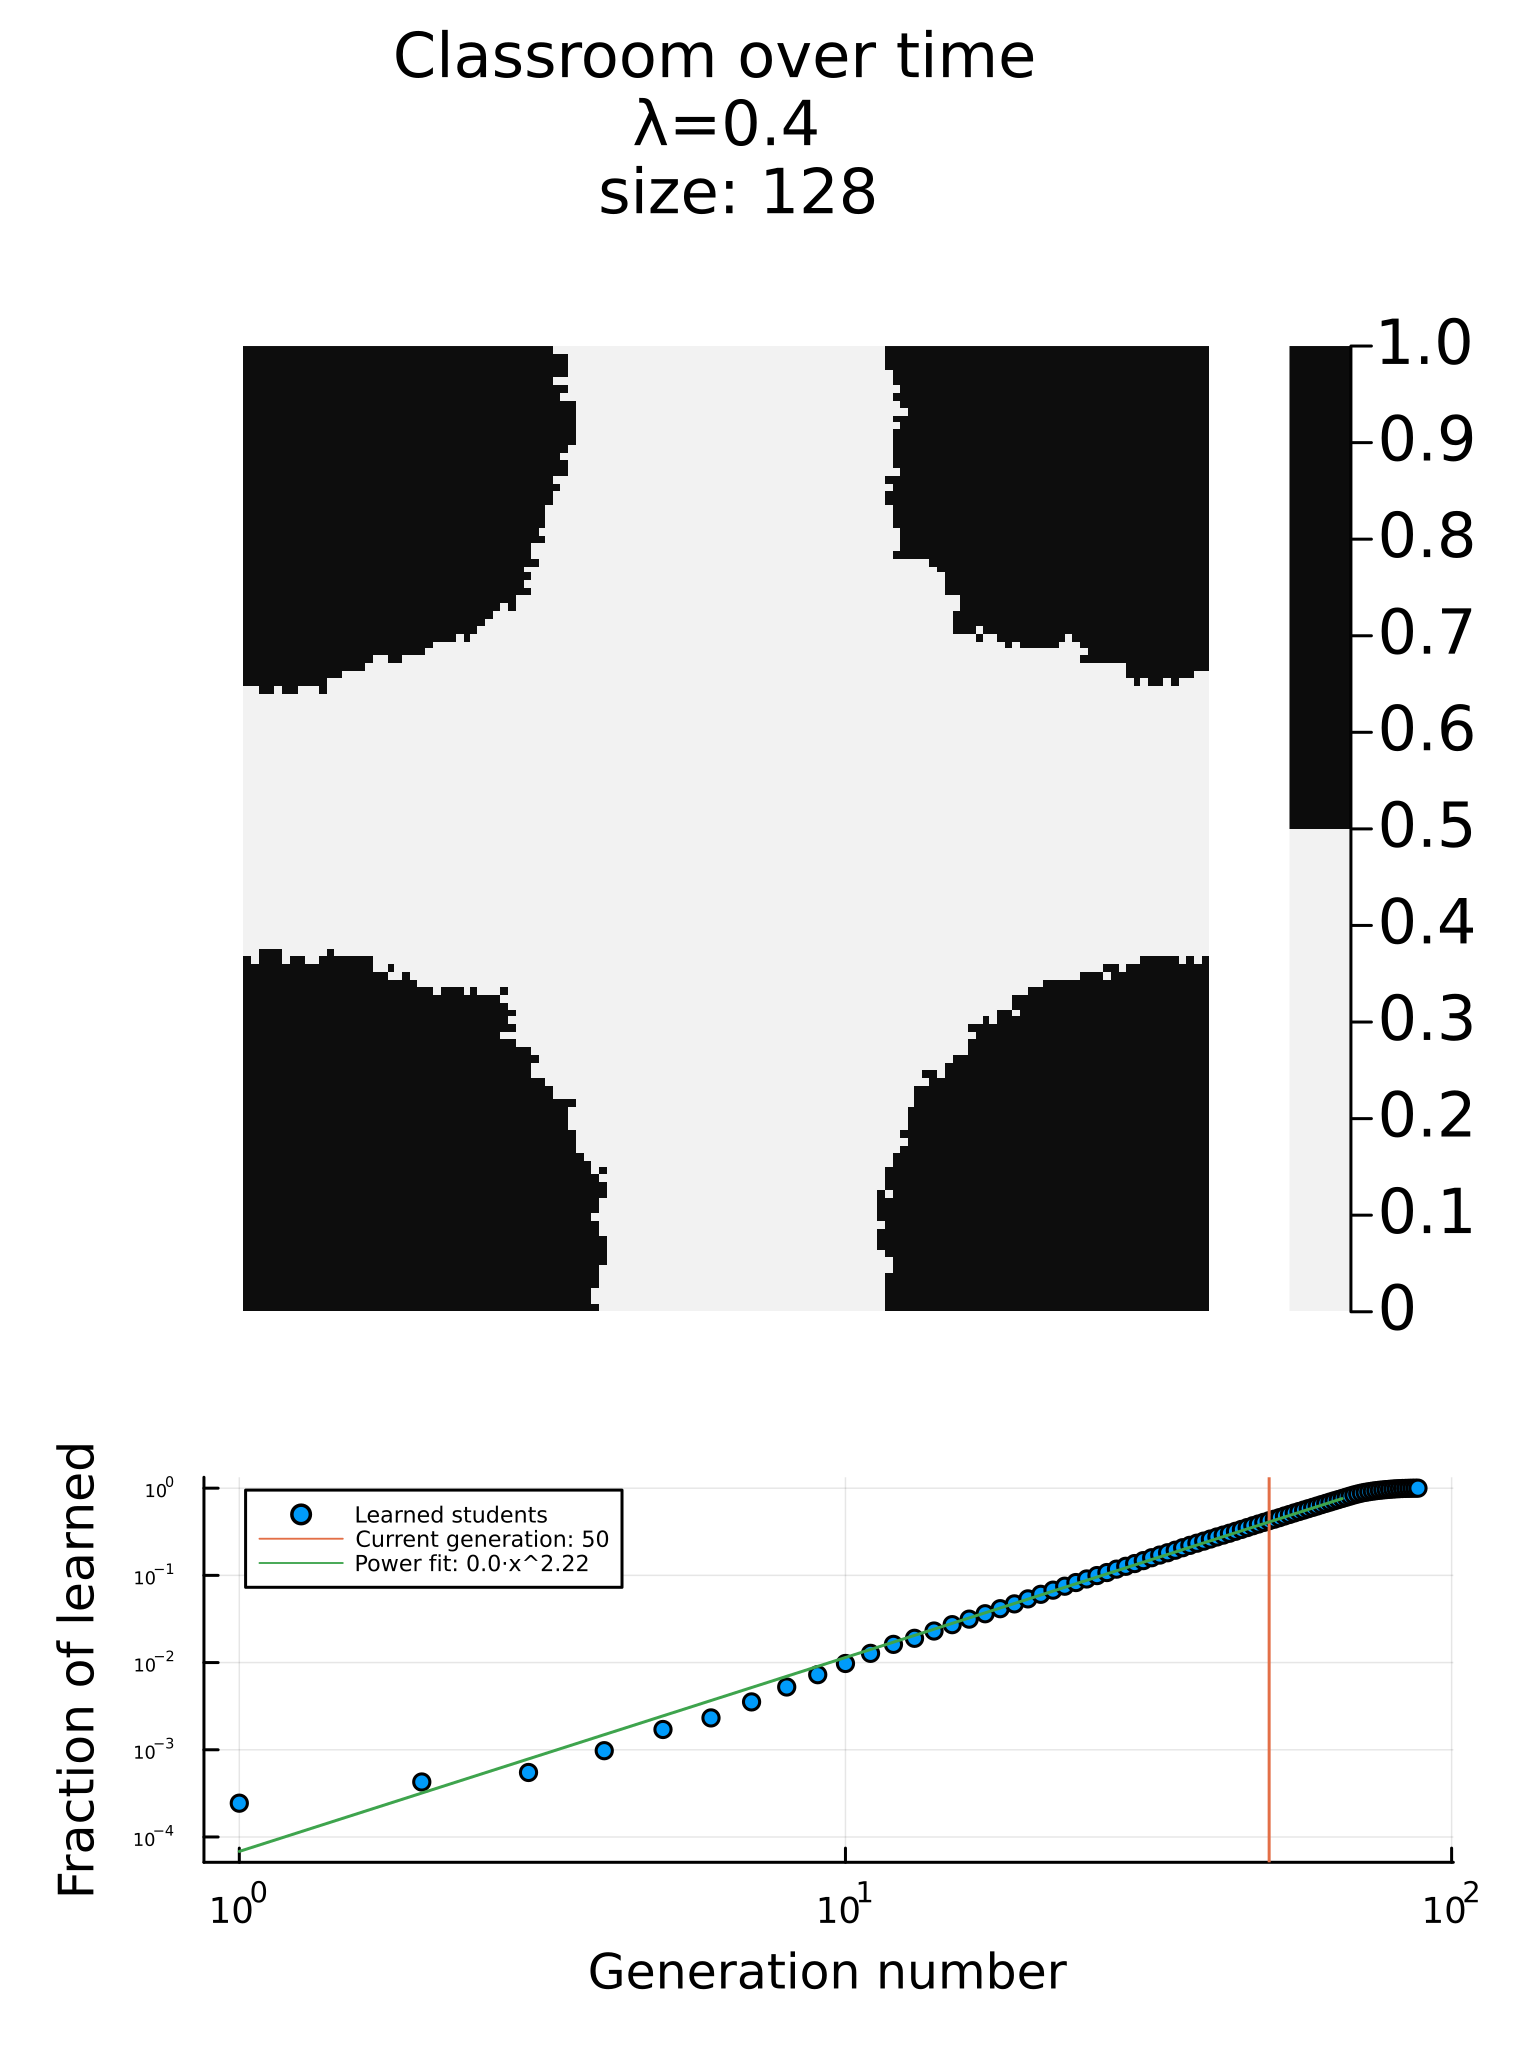 Classroom over time
λ=0.4
size: 128
1.0
0.9
0.8
0.7
0.6
0.5
0.4
0.3
0.2
0.1
0
Fraction of learned
10^0
10^-1
10^-2
10^-3
10^-4
Learned students
Current generation: 50
Power fit: 0.0·x^2.22
10^0 10^1 10^2
Generation number